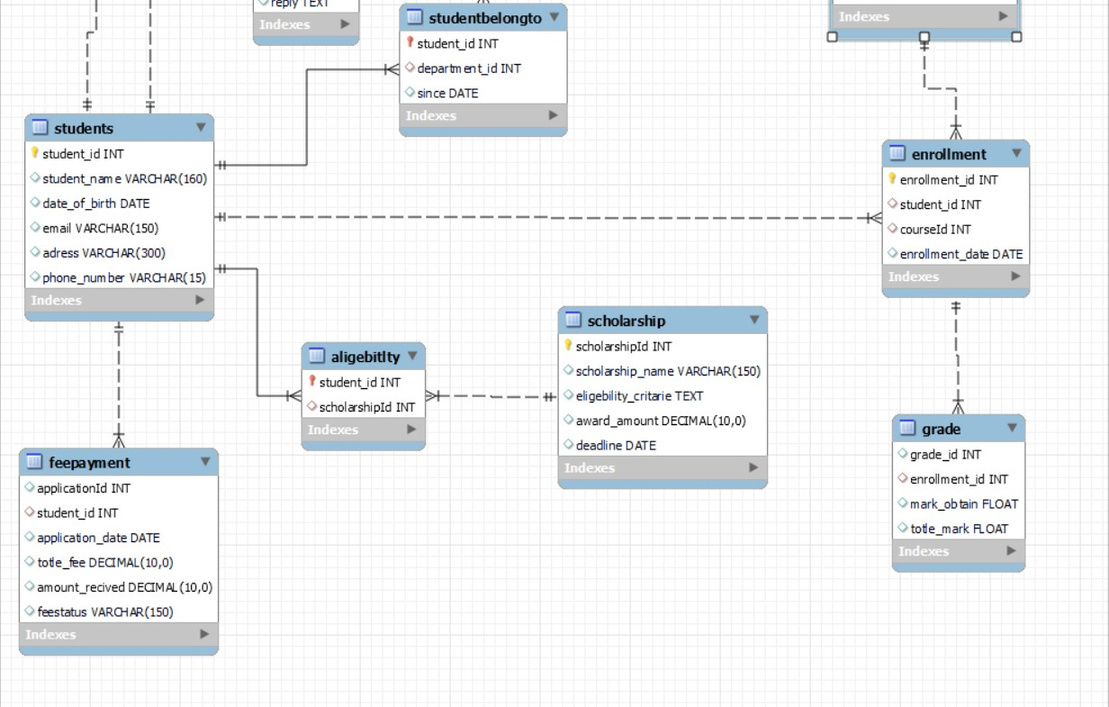 reply TEXT
Indexes
studentbelongto
student_id INT
department_id INT
since DATE
Indexes
Indexes
students
student_id INT
student_name VARCHAR(160)
date_of_birth DATE
email VARCHAR(150)
adress VARCHAR(300)
phone_number VARCHAR(15)
Indexes
enrollment
enrollment_id INT
student_id INT
courseId INT
enrollment_date DATE
Indexes
aligebitlty
student_id INT
scholarshipId INT
Indexes
scholarship
scholarshipId INT
scholarship_name VARCHAR(150)
eligebility_critarie TEXT
award_amount DECIMAL(10,0)
deadline DATE
Indexes
feepayment
applicationId INT
student_id INT
application_date DATE
totle_fee DECIMAL(10,0)
amount_recived DECIMAL(10,0)
feestatus VARCHAR(150)
Indexes
grade
grade_id INT
enrollment_id INT
mark_obtain FLOAT
totle_mark FLOAT
Indexes